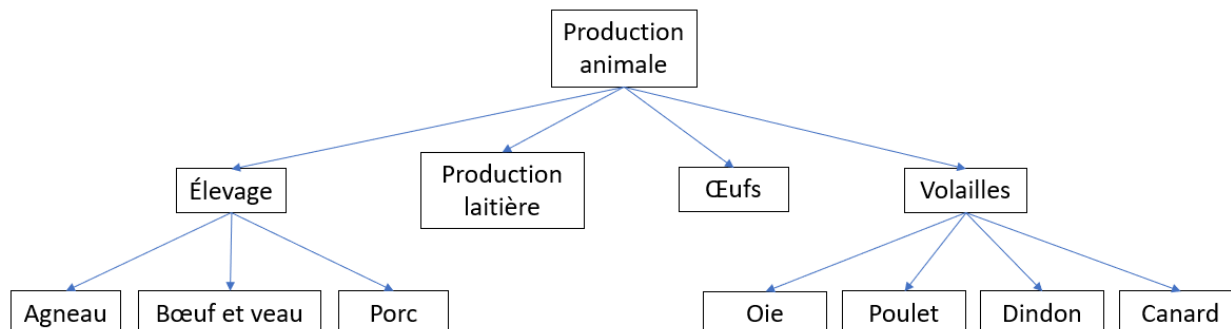 Production
animale
Élevage
Production
laitière
Œufs
Volailles
Agneau
Bœuf et veau
Porc
Oie
Poulet
Dindon
Canard